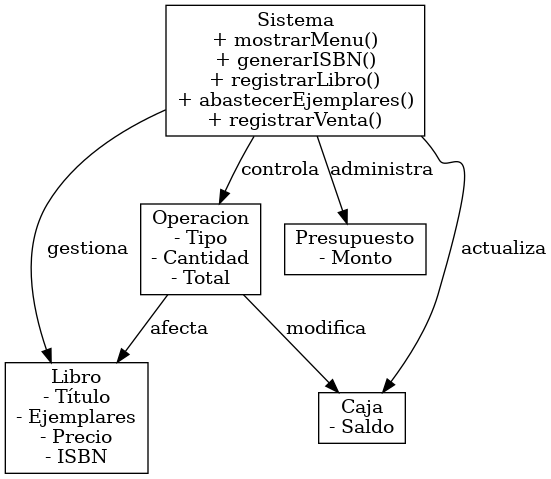 Sistema
+ mostrarMenu()
+ generarISBN()
+ registrarLibro()
+ abastecerEjemplares()
+ registrarVenta()
controla
administra
Operacion
- Tipo
- Cantidad
- Total
Presupuesto
- Monto
gestiona
actualiza
afecta
modifica
Libro
- Título
- Ejemplares
- Precio
- ISBN
Caja
- Saldo